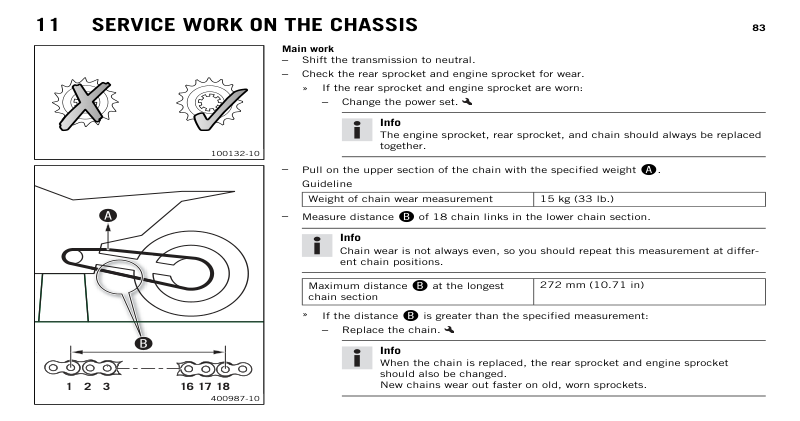 11 SERVICE WORK ON THE CHASSIS 83
100132-10
A
B
1 2 3 16 17 18
400987-10
Main work
– Shift the transmission to neutral.
– Check the rear sprocket and engine sprocket for wear.
» If the rear sprocket and engine sprocket are worn:
– Change the power set.
Info
The engine sprocket, rear sprocket, and chain should always be replaced
together.
– Pull on the upper section of the chain with the specified weight A.
Guideline
Weight of chain wear measurement 15 kg (33 lb.)
– Measure distance B of 18 chain links in the lower chain section.
Info
Chain wear is not always even, so you should repeat this measurement at differ-
ent chain positions.
Maximum distance B at the longest 272 mm (10.71 in)
chain section
» If the distance B is greater than the specified measurement:
– Replace the chain.
Info
When the chain is replaced, the rear sprocket and engine sprocket
should also be changed.
New chains wear out faster on old, worn sprockets.